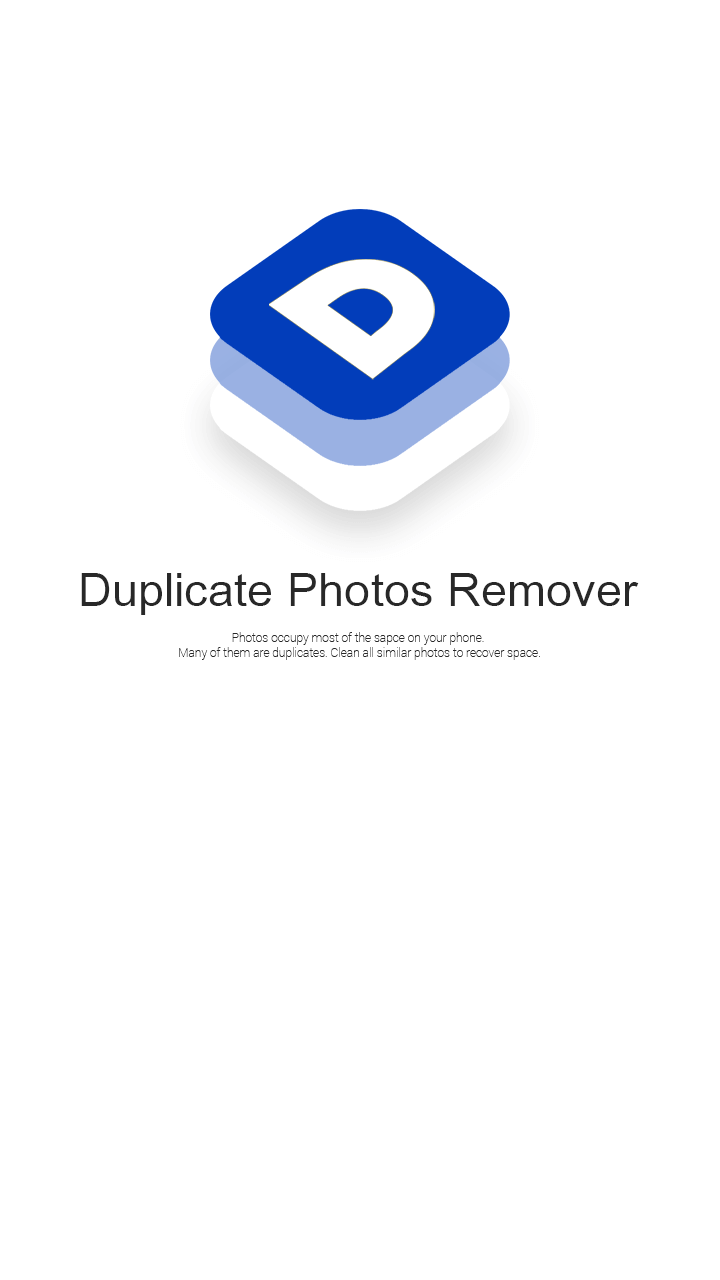 D
Duplicate Photos Remover
Photos occupy most of the sapce on your phone.
Many of them are duplicates. Clean all similar photos to recover space.